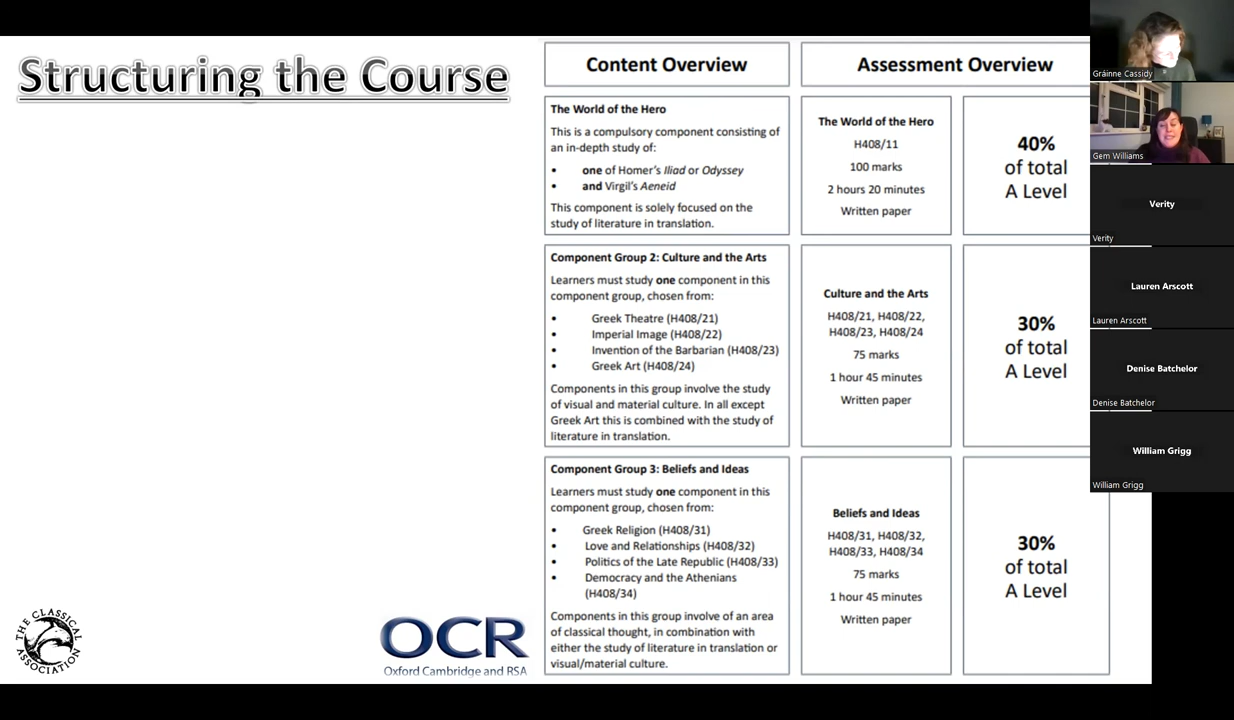 Structuring the Course
Content Overview
Assessment Overview
The World of the Hero
This is a compulsory component consisting of
an in-depth study of:
• one of Homer's Iliad or Odyssey
• and Virgil's Aeneid
This component is solely focused on the
study of literature in translation.
The World of the Hero
H408/11
100 marks
2 hours 20 minutes
Written paper
40%
of total
A Level
Component Group 2: Culture and the Arts
Learners must study one component in this
component group, chosen from:
• Greek Theatre (H408/21)
• Imperial Image (H408/22)
• Invention of the Barbarian (H408/23)
• Greek Art (H408/24)
Components in this group involve the study
of visual and material culture. In all except
Greek Art this is combined with the study of
literature in translation.
Culture and the Arts
H408/21, H408/22,
H408/23, H408/24
75 marks
1 hour 45 minutes
Written paper
30%
of total
A Level
Component Group 3: Beliefs and Ideas
Learners must study one component in this
component group, chosen from:
• Greek Religion (H408/31)
• Love and Relationships (H408/32)
• Politics of the Late Republic (H408/33)
• Democracy and the Athenians
(H408/34)
Components in this group involve of an area
of classical thought, in combination with
either the study of literature in translation or
visual/material culture.
Beliefs and Ideas
H408/31, H408/32,
H408/33, H408/34
75 marks
1 hour 45 minutes
Written paper
30%
of total
A Level
THE CLASSICAL
ASSOCIATION
OCR
Oxford Cambridge and RSA
Gráinne Cassidy
Gem Williams
Verity
Verity
Lauren Arscott
Lauren Arscott
Denise Batchelor
Denise Batchelor
William Grigg
William Grigg